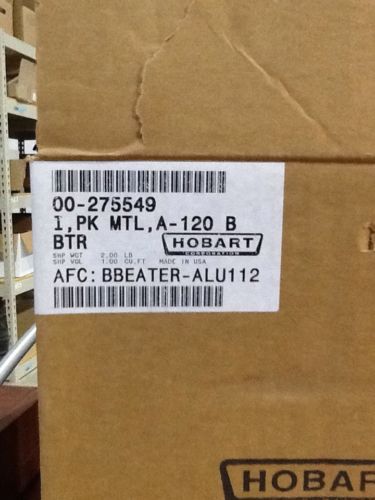 00-275549
1,PK MTL,A-120 B
BTR
HOBART
CORPORATION
SHP WGT 2.00 LB
SHP VOL 1.00 CU.FT MADE IN USA
AFC:BBEATER-ALU112
HOBAR